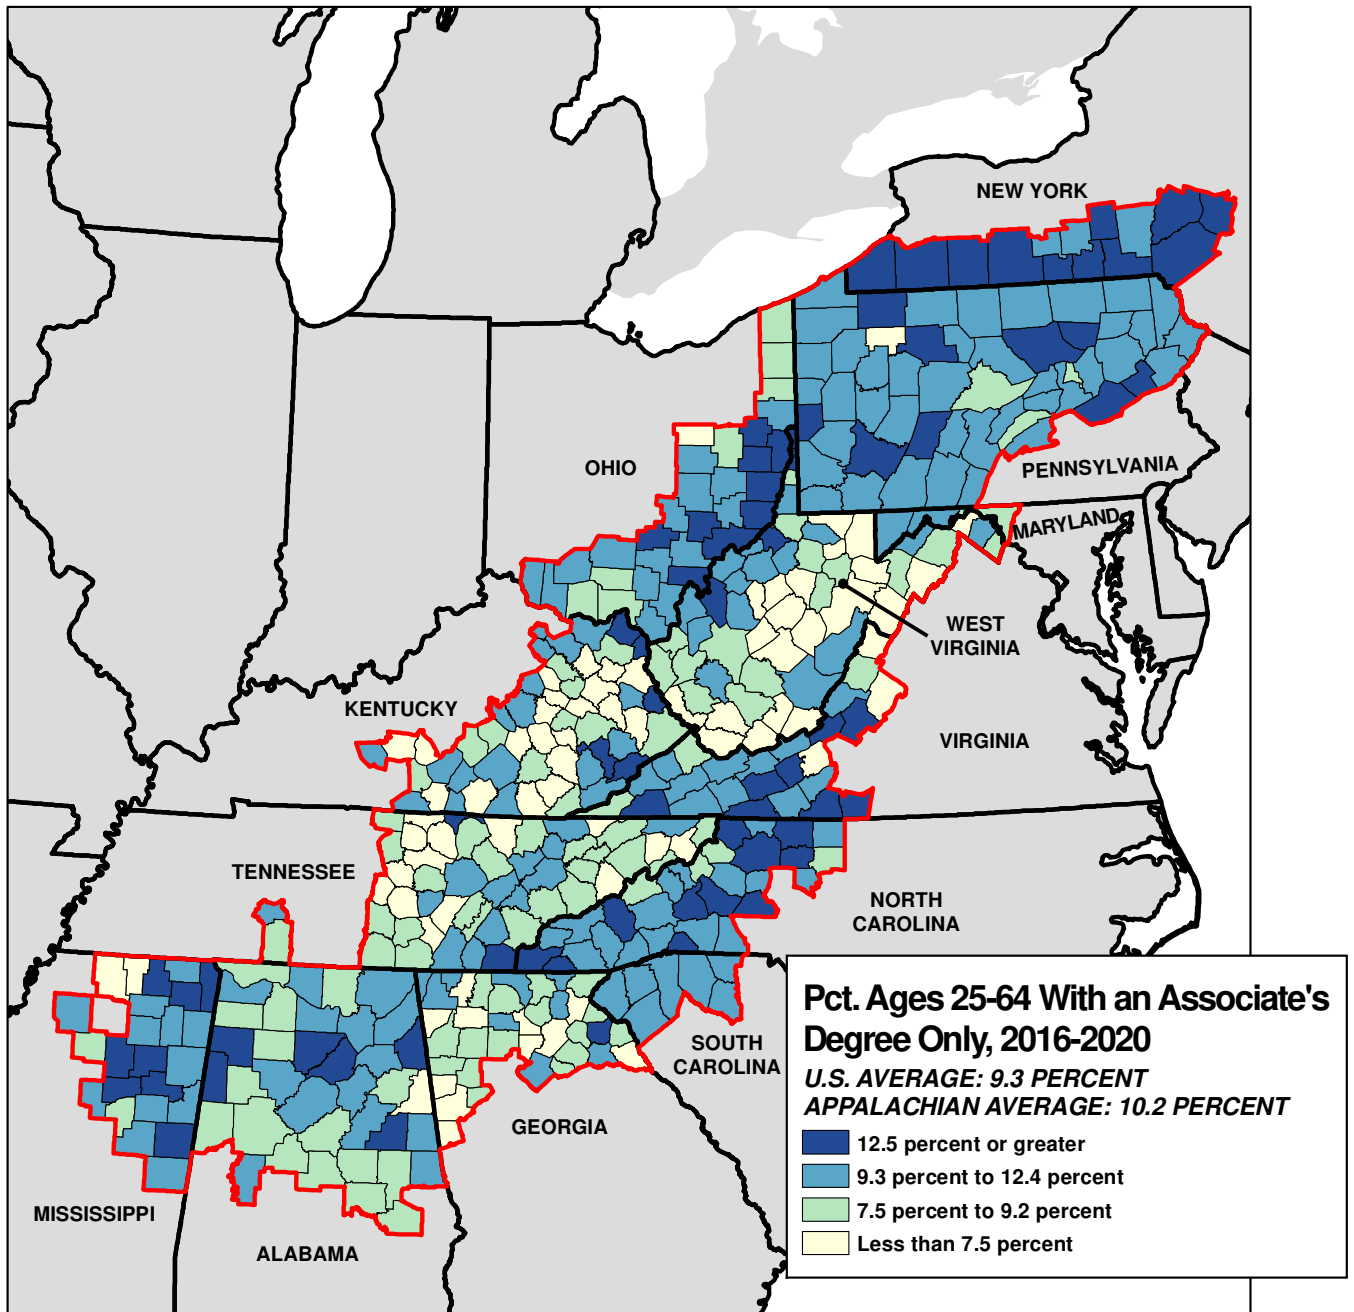 NEW YORK
OHIO
PENNSYLVANIA
MARYLAND
WEST
VIRGINIA
KENTUCKY
VIRGINIA
TENNESSEE
NORTH
CAROLINA
SOUTH
CAROLINA
GEORGIA
MISSISSIPPI
ALABAMA
Pct. Ages 25-64 With an Associate's
Degree Only, 2016-2020
U.S. AVERAGE: 9.3 PERCENT
APPALACHIAN AVERAGE: 10.2 PERCENT
12.5 percent or greater
9.3 percent to 12.4 percent
7.5 percent to 9.2 percent
Less than 7.5 percent